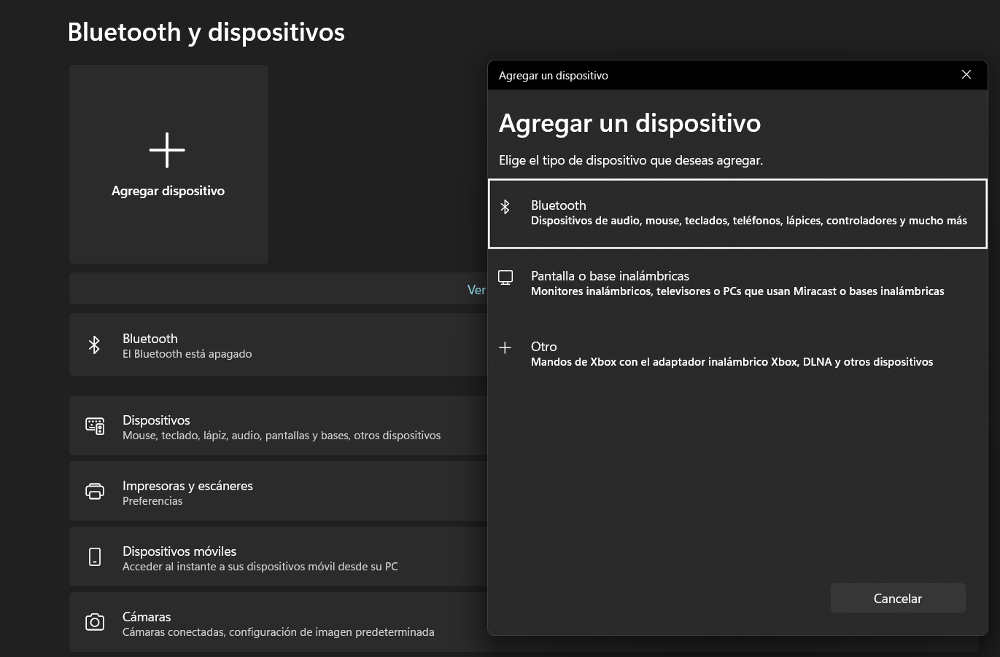 Bluetooth y dispositivos
Agregar dispositivo
Ver
Bluetooth
El Bluetooth está apagado
Dispositivos
Mouse, teclado, lápiz, audio, pantallas y bases, otros dispositivos
Impresoras y escáneres
Preferencias
Dispositivos móviles
Acceder al instante a sus dispositivos móvil desde su PC
Cámaras
Cámaras conectadas, configuración de imagen predeterminada
Agregar un dispositivo
Agregar un dispositivo
Elige el tipo de dispositivo que deseas agregar.
Bluetooth
Dispositivos de audio, mouse, teclados, teléfonos, lápices, controladores y mucho más
Pantalla o base inalámbricas
Monitores inalámbricos, televisores o PCs que usan Miracast o bases inalámbricas
Otro
Mandos de Xbox con el adaptador inalámbrico Xbox, DLNA y otros dispositivos
Cancelar